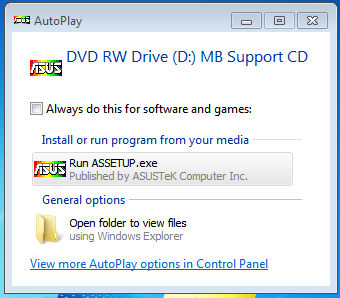 AutoPlay
DVD RW Drive (D:) MB Support CD
ASUS
Always do this for software and games:
Install or run program from your media
ASUS
Run ASSETUP.exe
Published by ASUSTeK Computer Inc.
General options
Open folder to view files
using Windows Explorer
View more AutoPlay options in Control Panel